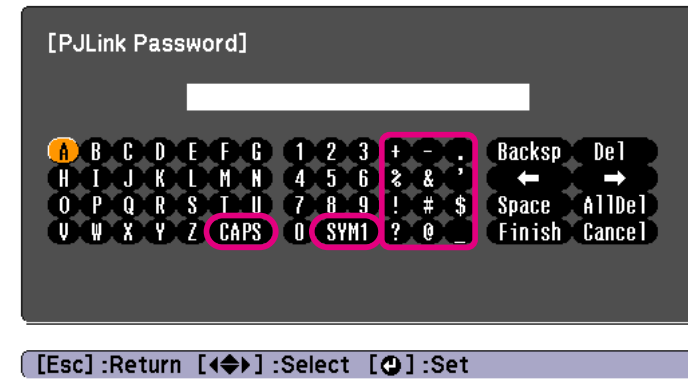 [PJLink Password]
A B C D E F G 1 2 3 + - . Backsp Del
H I J K L M N 4 5 6 % & ' ← →
O P Q R S T U 7 8 9 ! # $ Space AllDel
V W X Y Z CAPS 0 SYM1 ? @ _ Finish Cancel
[Esc] :Return [◀◆▶] :Select [↵] :Set